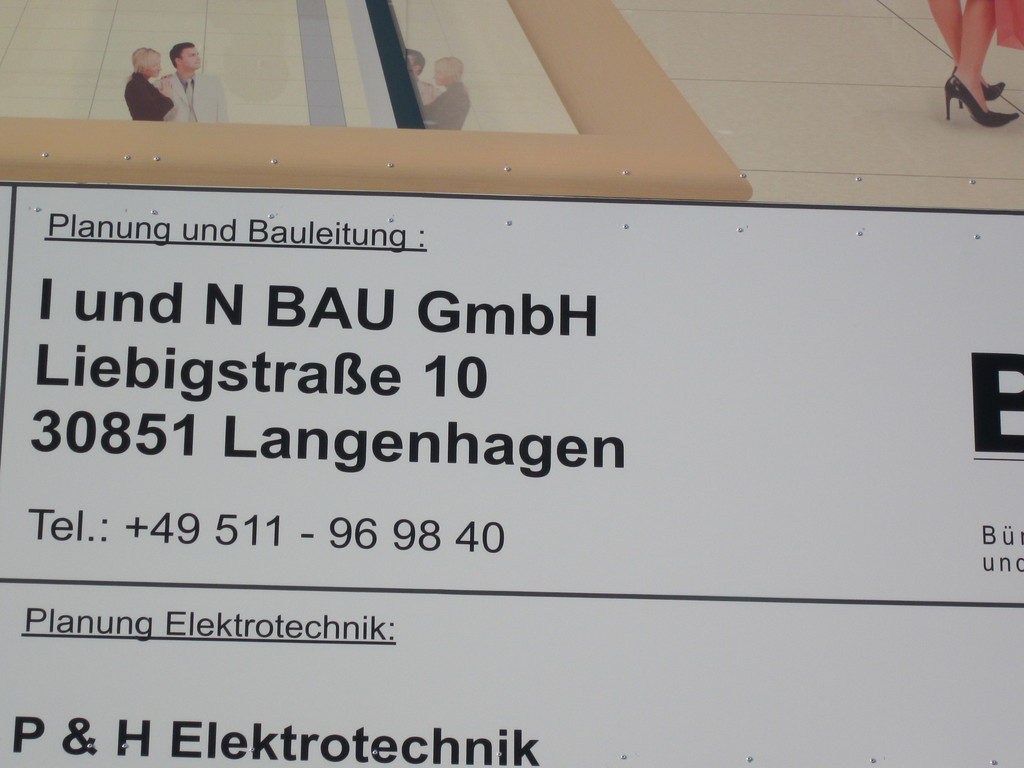 Planung und Bauleitung :
I und N BAU GmbH
Liebigstraße 10
30851 Langenhagen
Tel.: +49 511 - 96 98 40
Planung Elektrotechnik:
P & H Elektrotechnik